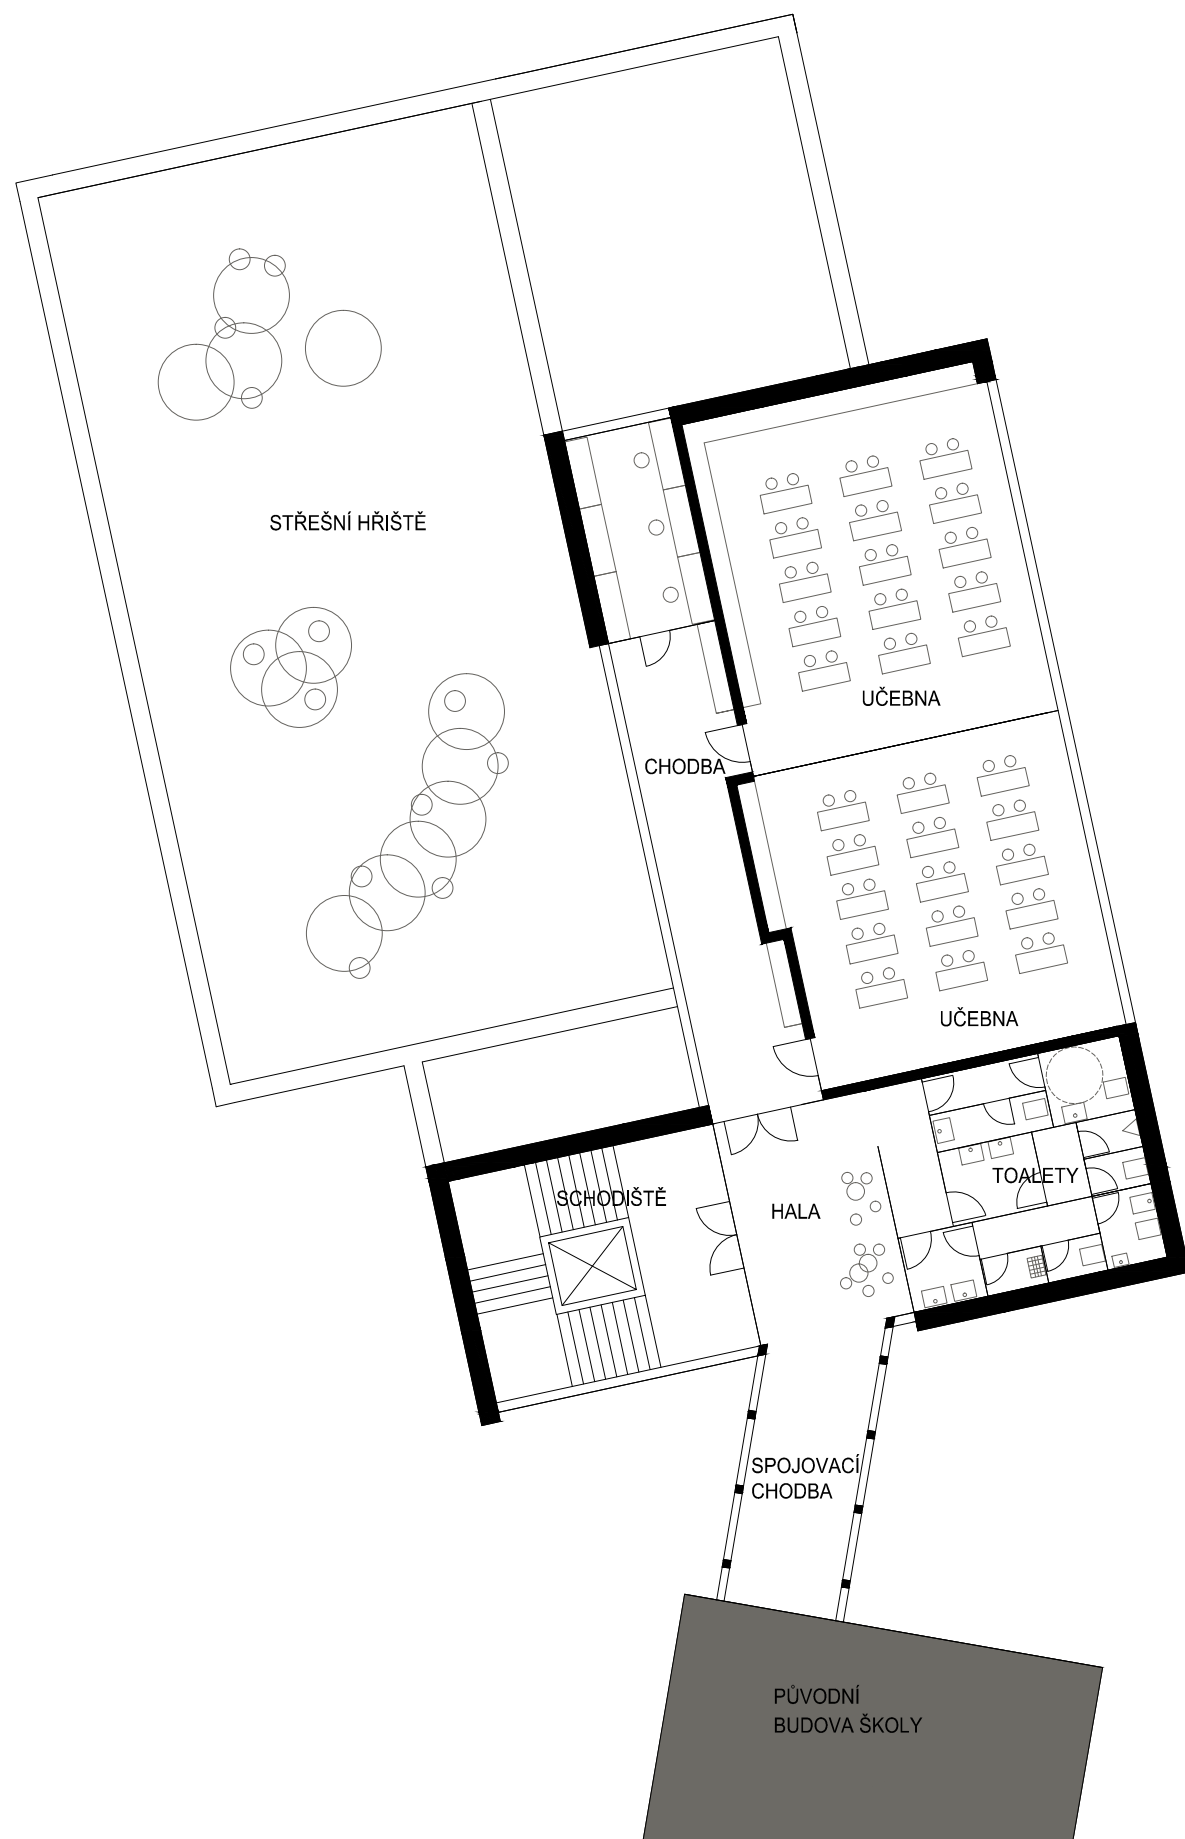 STŘEŠNÍ HŘIŠTĚ
UČEBNA
CHODBA
UČEBNA
TOALETY
SCHODIŠTĚ
HALA
SPOJOVACÍ
CHODBA
PŮVODNÍ
BUDOVA ŠKOLY